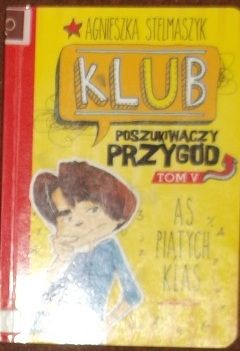 AGNIESZKA STELMASZYK
KLUB
POSZUKIWACZY
PRZYGÓD
TOM V
AS
PIĄTYCH
KLAS